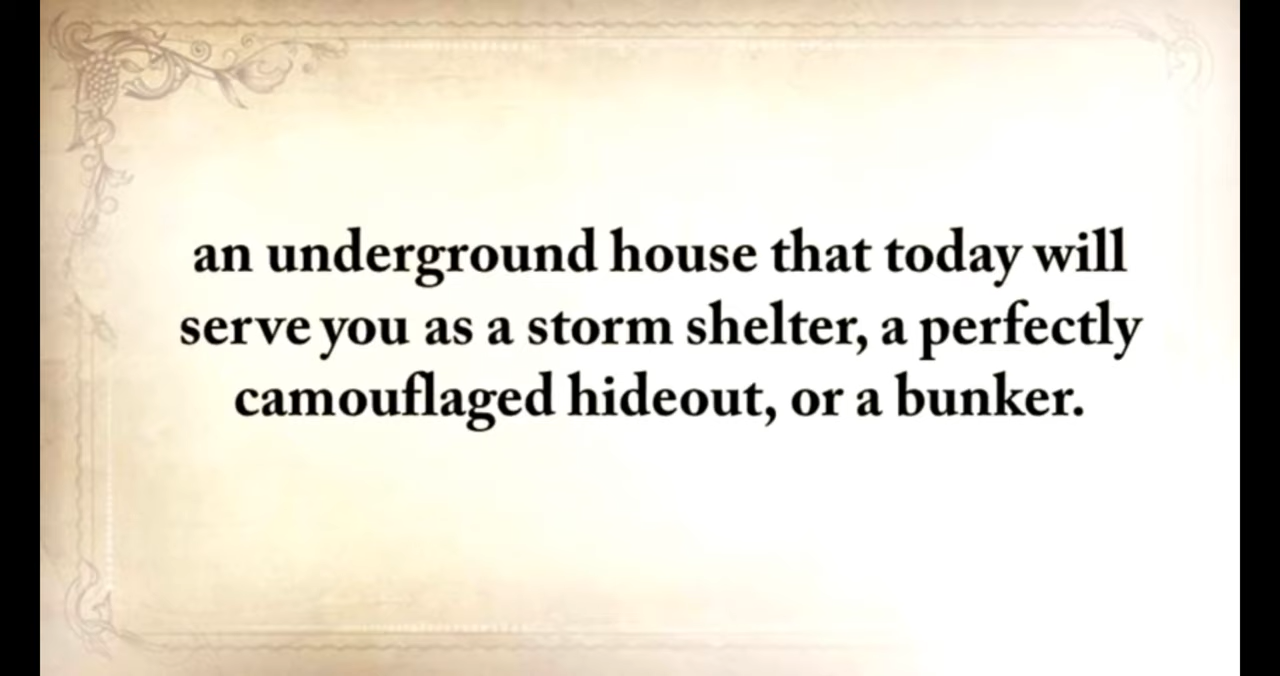 an underground house that today will
serve you as a storm shelter, a perfectly
camouflaged hideout, or a bunker.